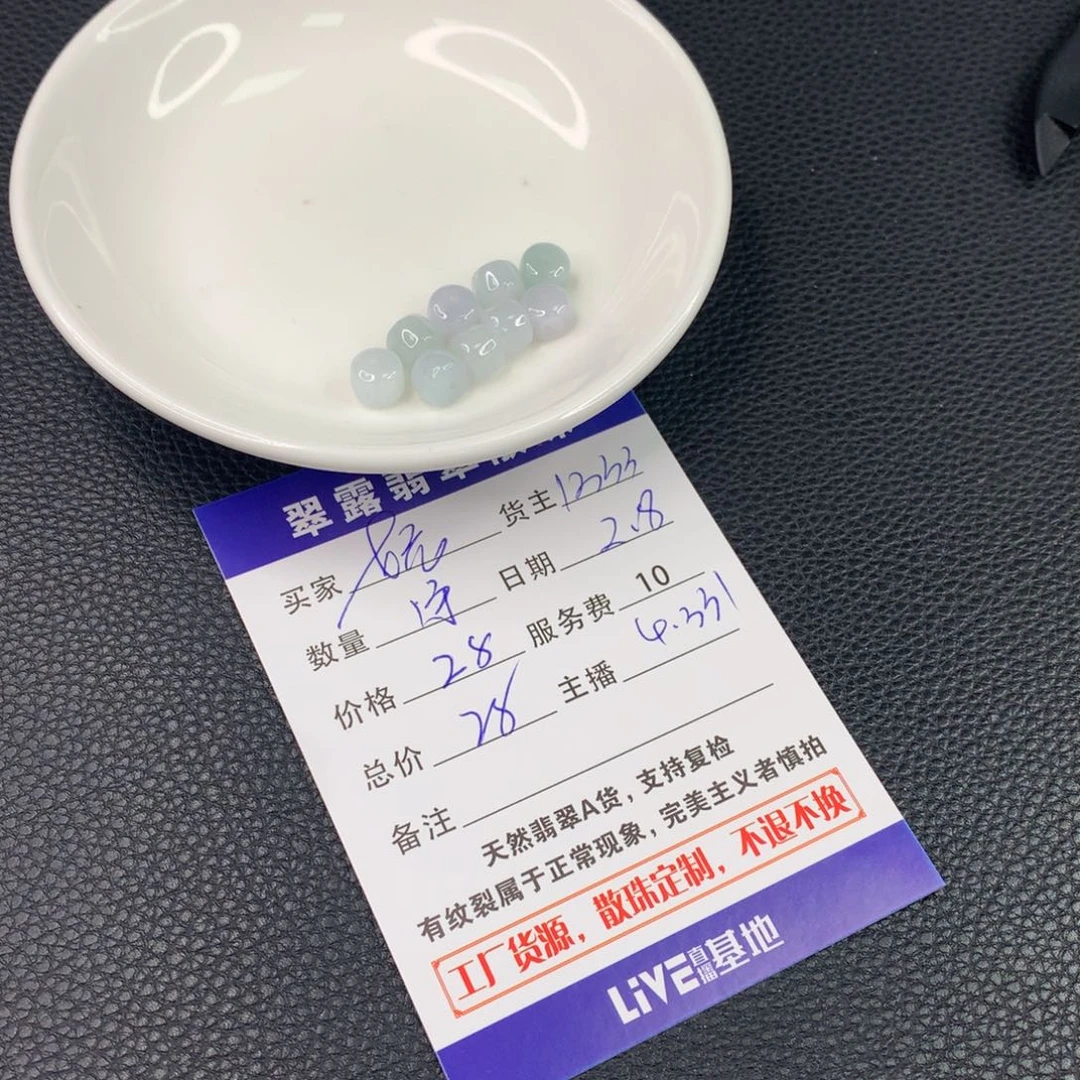 翠露翡翠
买家 货主
数量 日期 2.8
价格 28 服务费 10
总价 28 主播
备注
天然翡翠A货，支持复检
有纹裂属于正常现象，完美主义者慎拍
工厂货源，散珠定制，不退不换
LiVE直播基地